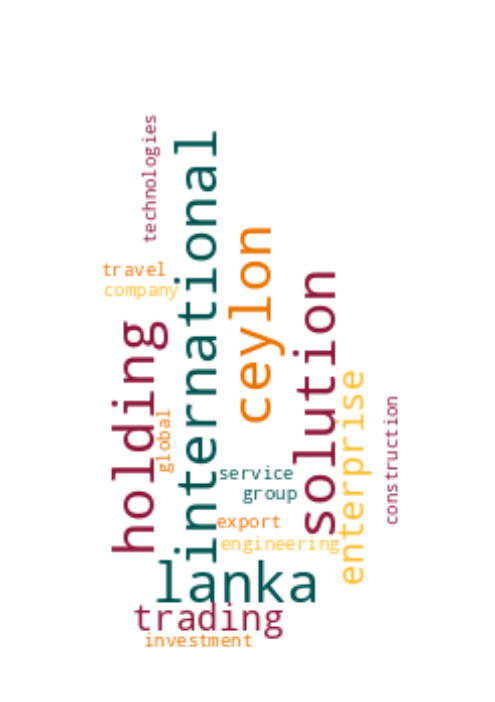 technologies
international
ceylon
travel
company
holding
solution
global
enterprise
construction
service
group
export
engineering
lanka
trading
investment